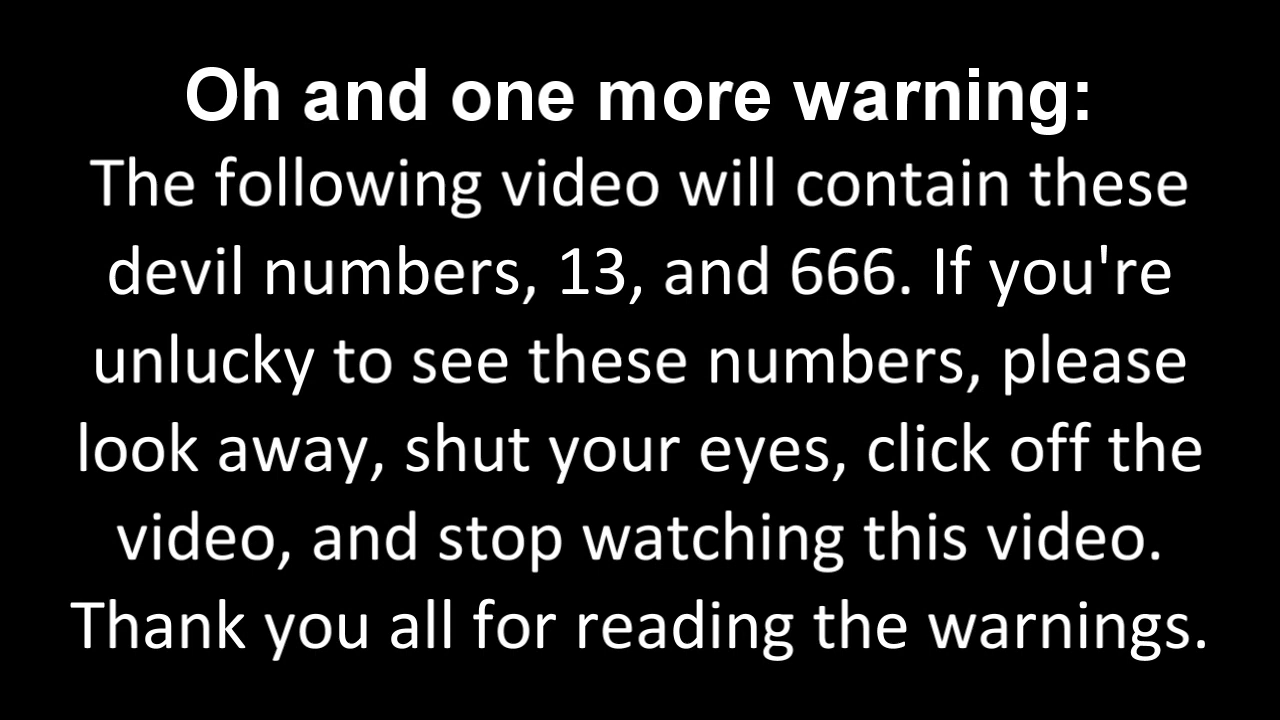 Oh and one more warning:
The following video will contain these
devil numbers, 13, and 666. If you're
unlucky to see these numbers, please
look away, shut your eyes, click off the
video, and stop watching this video.
Thank you all for reading the warnings.